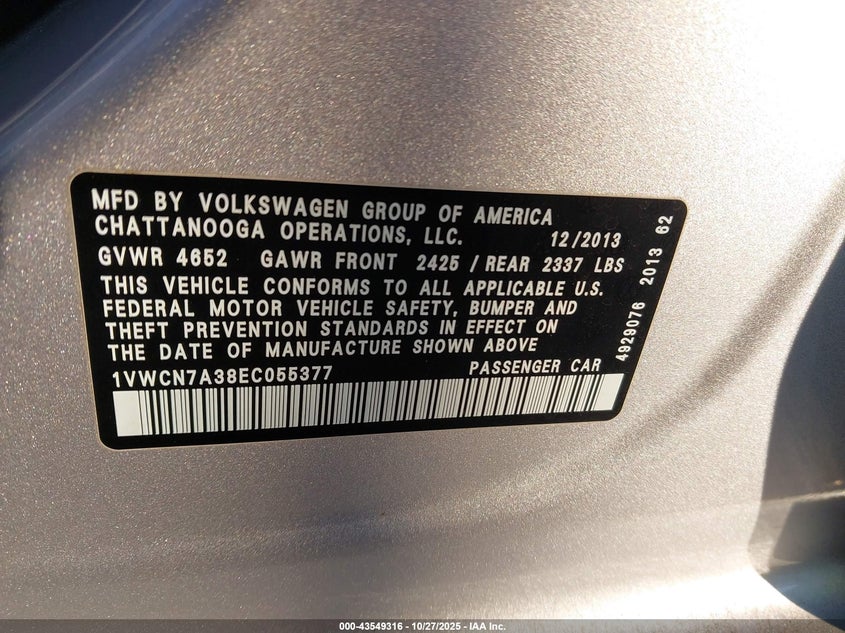 MFD BY VOLKSWAGEN GROUP OF AMERICA
CHATTANOOGA OPERATIONS, LLC. 12/2013
GVWR 4652 GAWR FRONT 2425 / REAR 2337 LBS
THIS VEHICLE CONFORMS TO ALL APPLICABLE U.S.
FEDERAL MOTOR VEHICLE SAFETY, BUMPER AND
THEFT PREVENTION STANDARDS IN EFFECT ON
THE DATE OF MANUFACTURE SHOWN ABOVE
1VWCN7A38EC055377 PASSENGER CAR
4929076 2013 62
000-43549316 - 10/27/2025 - IAA Inc.